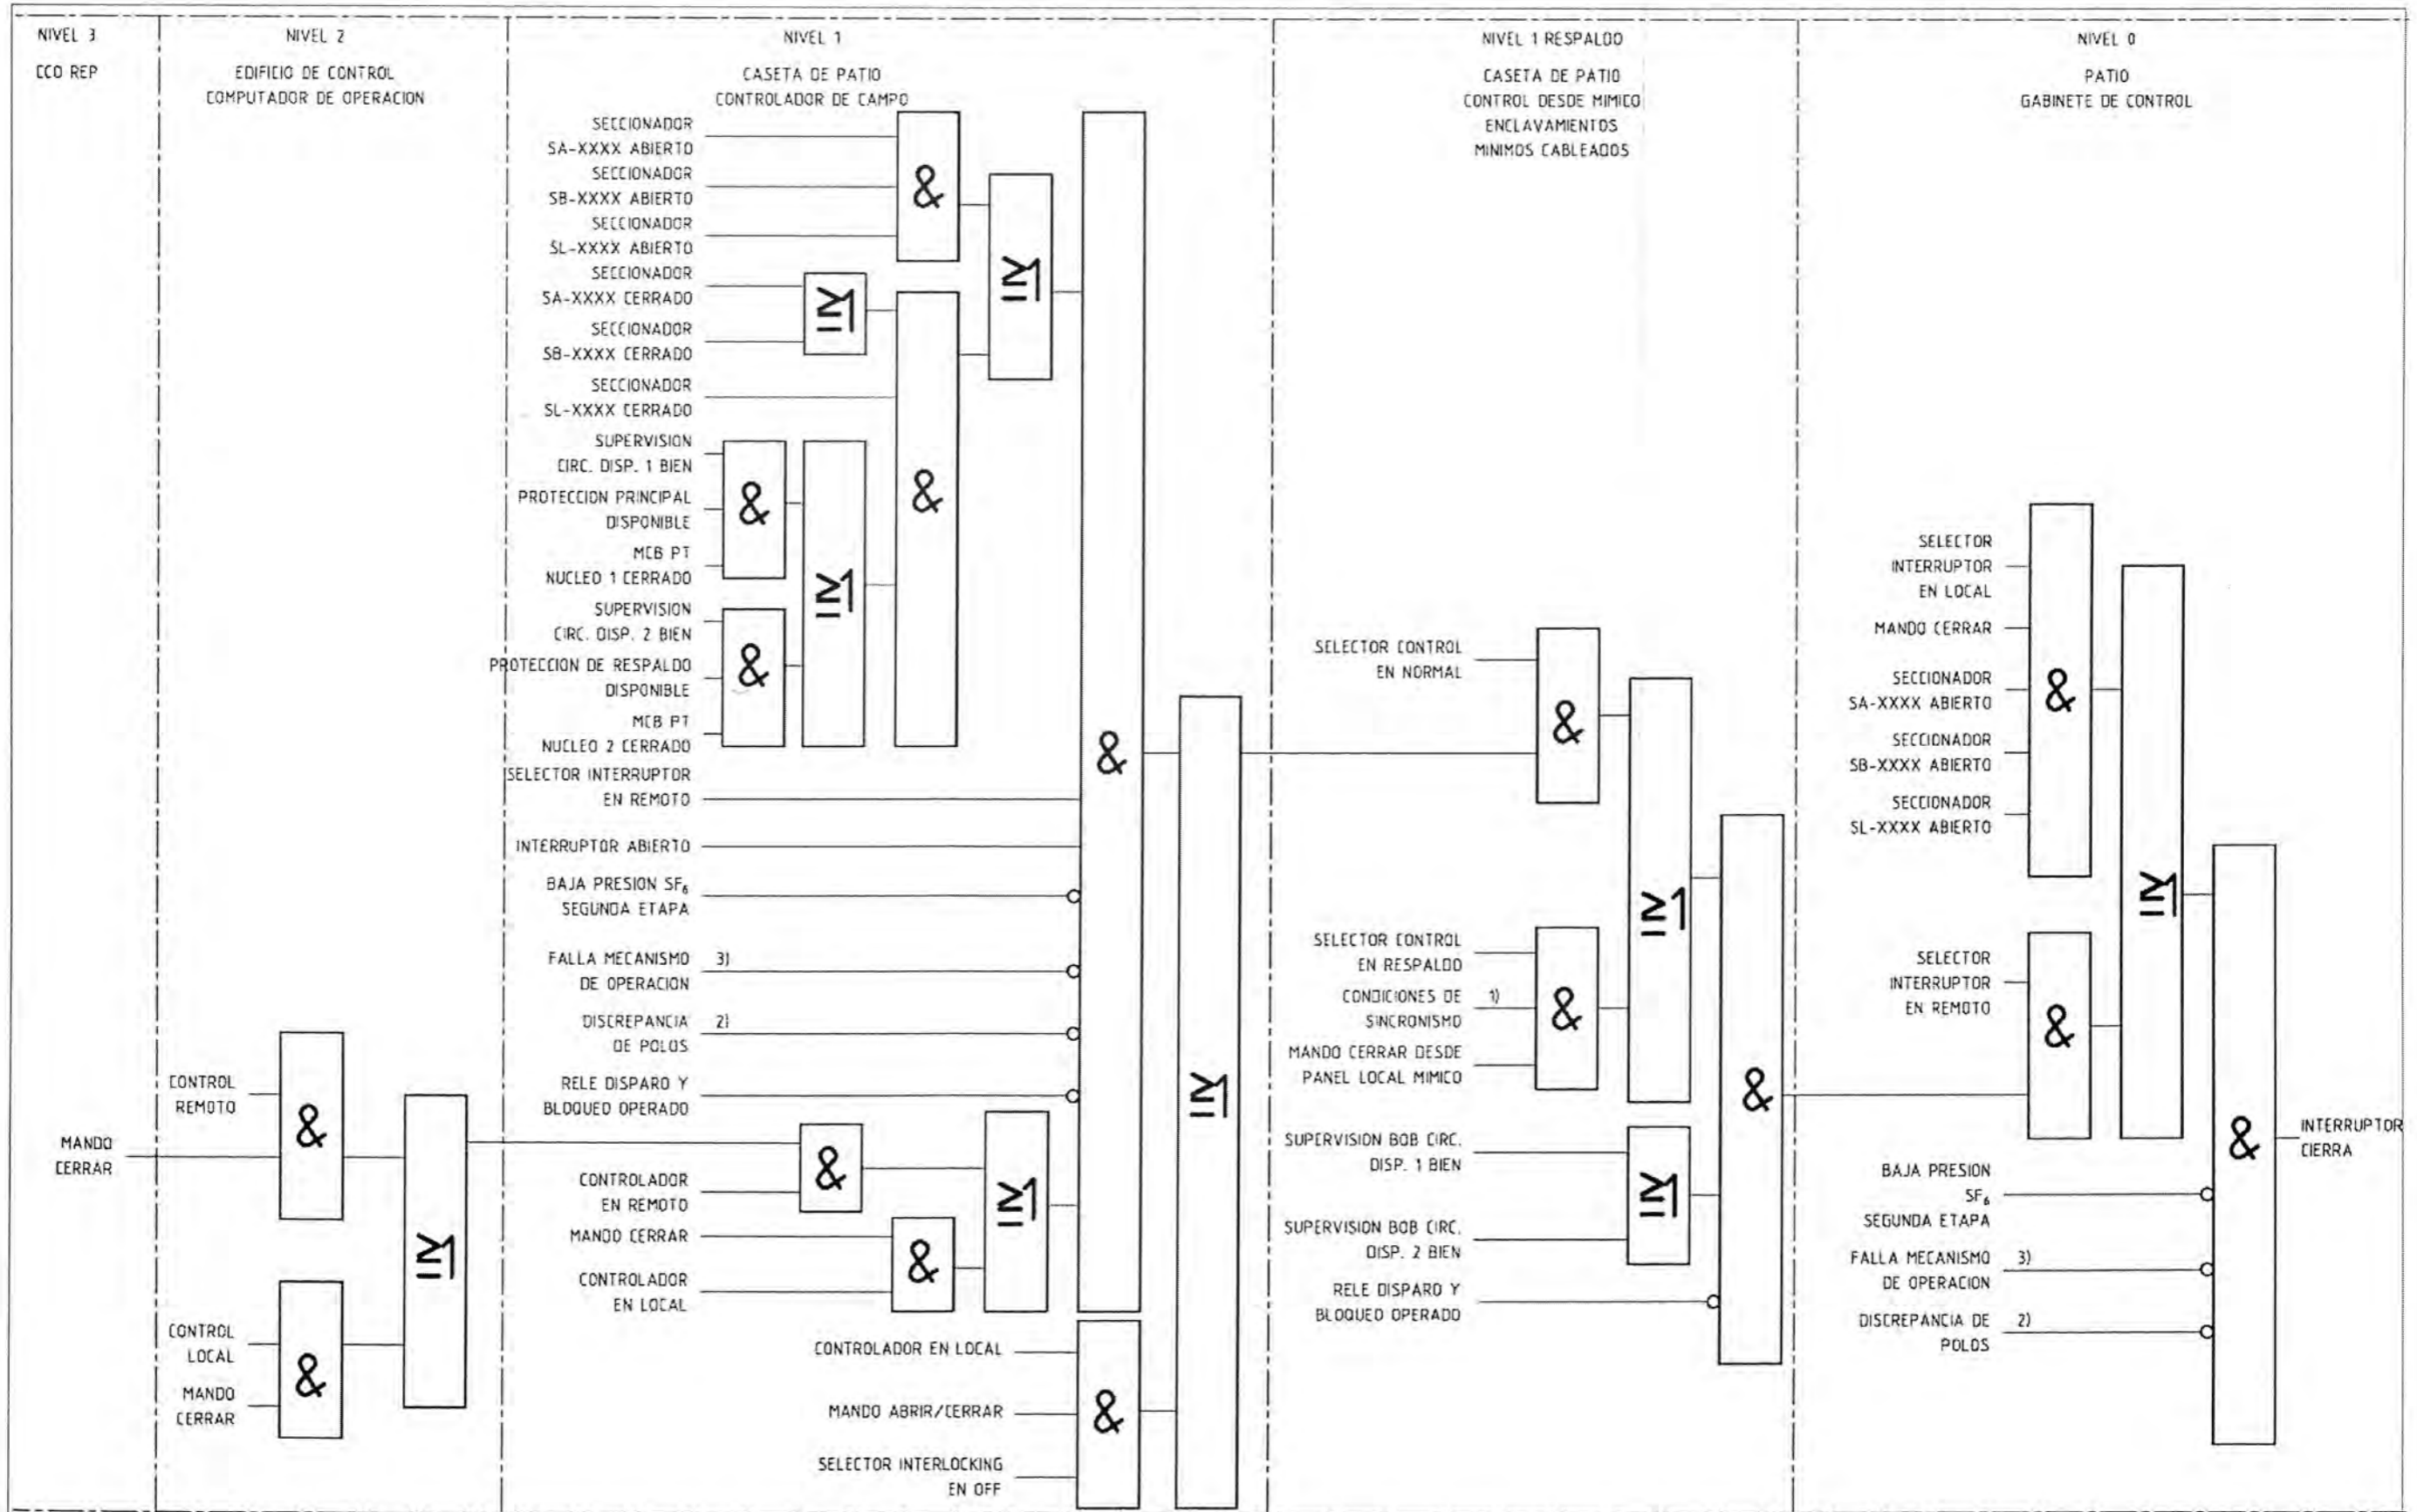 NIVEL 3
CCO REP
MANDO
CERRAR
NIVEL 2
EDIFICIO DE CONTROL
COMPUTADOR DE OPERACION
CONTROL
REMOTO
&
≥1
CONTROL
LOCAL
MANDO
CERRAR
&
NIVEL 1
CASETA DE PATIO
CONTROLADOR DE CAMPO
SECCIONADOR
SA-XXXX ABIERTO
SECCIONADOR
SB-XXXX ABIERTO
SECCIONADOR
SL-XXXX ABIERTO
&
≥1
SECCIONADOR
SA-XXXX CERRADO
SECCIONADOR
SB-XXXX CERRADO
≥1
SECCIONADOR
SL-XXXX CERRADO
SUPERVISION
CIRC. DISP. 1 BIEN
PROTECCION PRINCIPAL
DISPONIBLE
MCB PT
NUCLEO 1 CERRADO
&
≥1
&
SUPERVISION
CIRC. DISP. 2 BIEN
PROTECCION DE RESPALDO
DISPONIBLE
MCB PT
NUCLEO 2 CERRADO
&
&
SELECTOR INTERRUPTOR
EN REMOTO
INTERRUPTOR ABIERTO
BAJA PRESION SF₆
SEGUNDA ETAPA
FALLA MECANISMO 3)
DE OPERACION
DISCREPANCIA 2)
DE POLOS
RELE DISPARO Y
BLOQUEO OPERADO
≥1
&
CONTROLADOR
EN REMOTO
MANDO CERRAR
CONTROLADOR
EN LOCAL
&
≥1
CONTROLADOR EN LOCAL
MANDO ABRIR/CERRAR
SELECTOR INTERLOCKING
EN OFF
&
NIVEL 1 RESPALDO
CASETA DE PATIO
CONTROL DESDE MIMICO
ENCLAVAMIENTOS
MINIMOS CABLEADOS
SELECTOR CONTROL
EN NORMAL
&
≥1
SELECTOR CONTROL
EN RESPALDO
CONDICIONES DE 1)
SINCRONISMO
MANDO CERRAR DESDE
PANEL LOCAL MIMICO
&
&
SUPERVISION BOB CIRC.
DISP. 1 BIEN
SUPERVISION BOB CIRC.
DISP. 2 BIEN
≥1
RELE DISPARO Y
BLOQUEO OPERADO
NIVEL 0
PATIO
GABINETE DE CONTROL
SELECTOR
INTERRUPTOR
EN LOCAL
MANDO CERRAR
SECCIONADOR
SA-XXXX ABIERTO
SECCIONADOR
SB-XXXX ABIERTO
SECCIONADOR
SL-XXXX ABIERTO
&
≥1
SELECTOR
INTERRUPTOR
EN REMOTO
&
&
INTERRUPTOR
CIERRA
BAJA PRESION
SF₆
SEGUNDA ETAPA
FALLA MECANISMO 3)
DE OPERACION
DISCREPANCIA DE 2)
POLOS